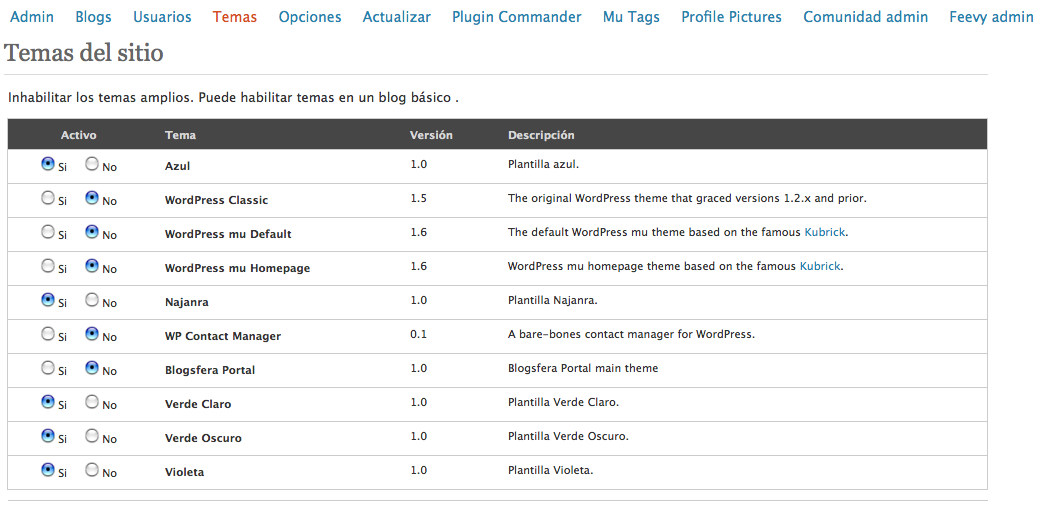 Admin Blogs Usuarios Temas Opciones Actualizar Plugin Commander Mu Tags Profile Pictures Comunidad admin Feevy admin
Temas del sitio
Inhabilitar los temas amplios. Puede habilitar temas en un blog básico .
Activo Tema Versión Descripción
Si No Azul 1.0 Plantilla azul.
Si No WordPress Classic 1.5 The original WordPress theme that graced versions 1.2.x and prior.
Si No WordPress mu Default 1.6 The default WordPress mu theme based on the famous Kubrick.
Si No WordPress mu Homepage 1.6 WordPress mu homepage theme based on the famous Kubrick.
Si No Najanra 1.0 Plantilla Najanra.
Si No WP Contact Manager 0.1 A bare-bones contact manager for WordPress.
Si No Blogsfera Portal 1.0 Blogsfera Portal main theme
Si No Verde Claro 1.0 Plantilla Verde Claro.
Si No Verde Oscuro 1.0 Plantilla Verde Oscuro.
Si No Violeta 1.0 Plantilla Violeta.